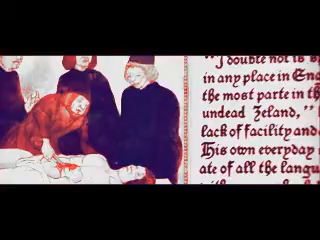 "I double not is
in any place in Eng
the most parte in th
undead Zeland,"
lack of facility and
His own everyday
ate of all the langu